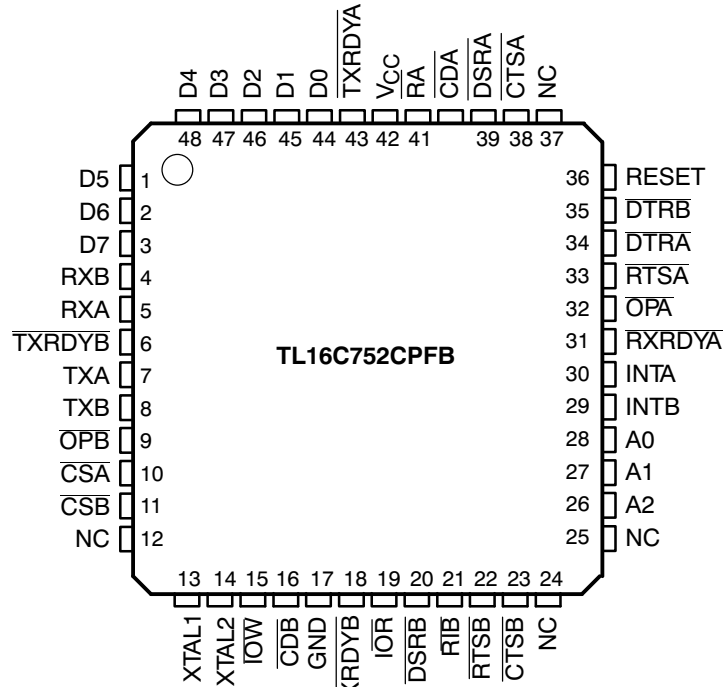 D4 D3 D2 D1 D0 TXRDYA VCC RA CDA DSRA CTSA NC
48 47 46 45 44 43 42 41 39 38 37
D5 1
D6 2
D7 3
RXB 4
RXA 5
TXRDYB 6
TXA 7
TXB 8
OPB 9
CSA 10
CSB 11
NC 12
TL16C752CPFB
36 RESET
35 DTRB
34 DTRA
33 RTSA
32 OPA
31 RXRDYA
30 INTA
29 INTB
28 A0
27 A1
26 A2
25 NC
13 14 15 16 17 18 19 20 21 22 23 24
XTAL1 XTAL2 IOW CDB GND XRDYB IOR DSRB RIB RTSB CTSB NC